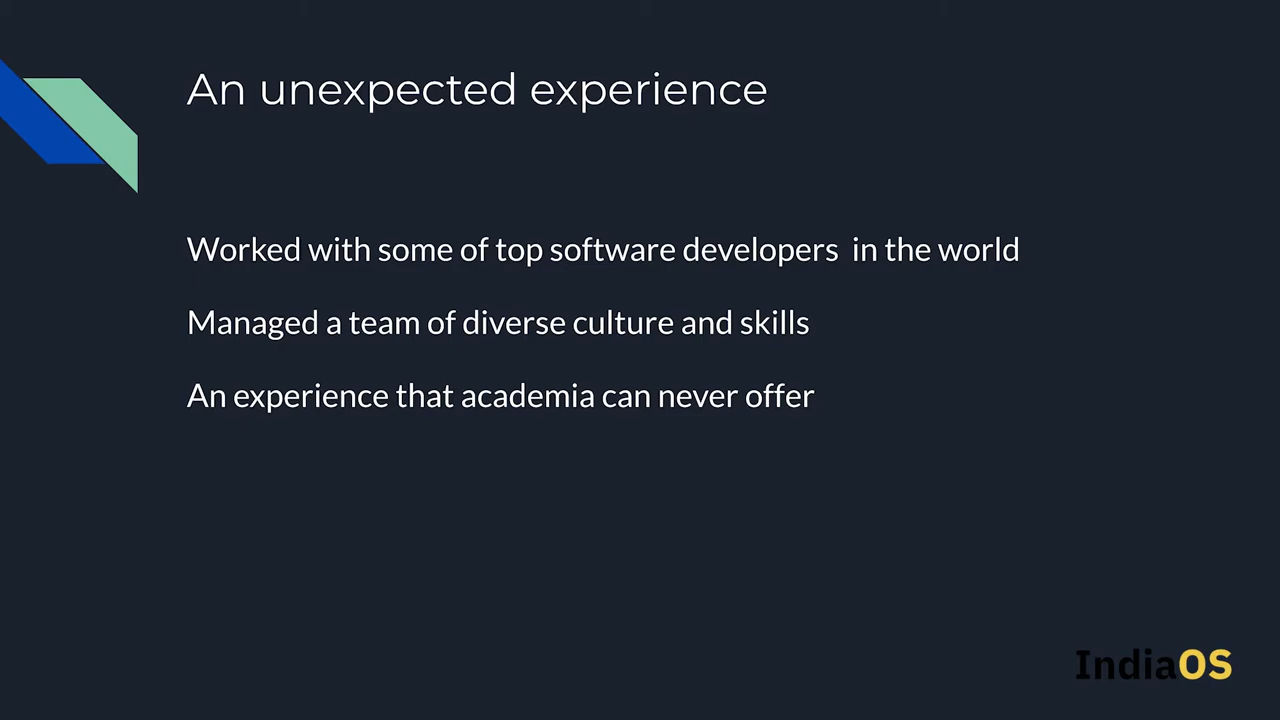 An unexpected experience
Worked with some of top software developers  in the world
Managed a team of diverse culture and skills
An experience that academia can never offer
IndiaOS